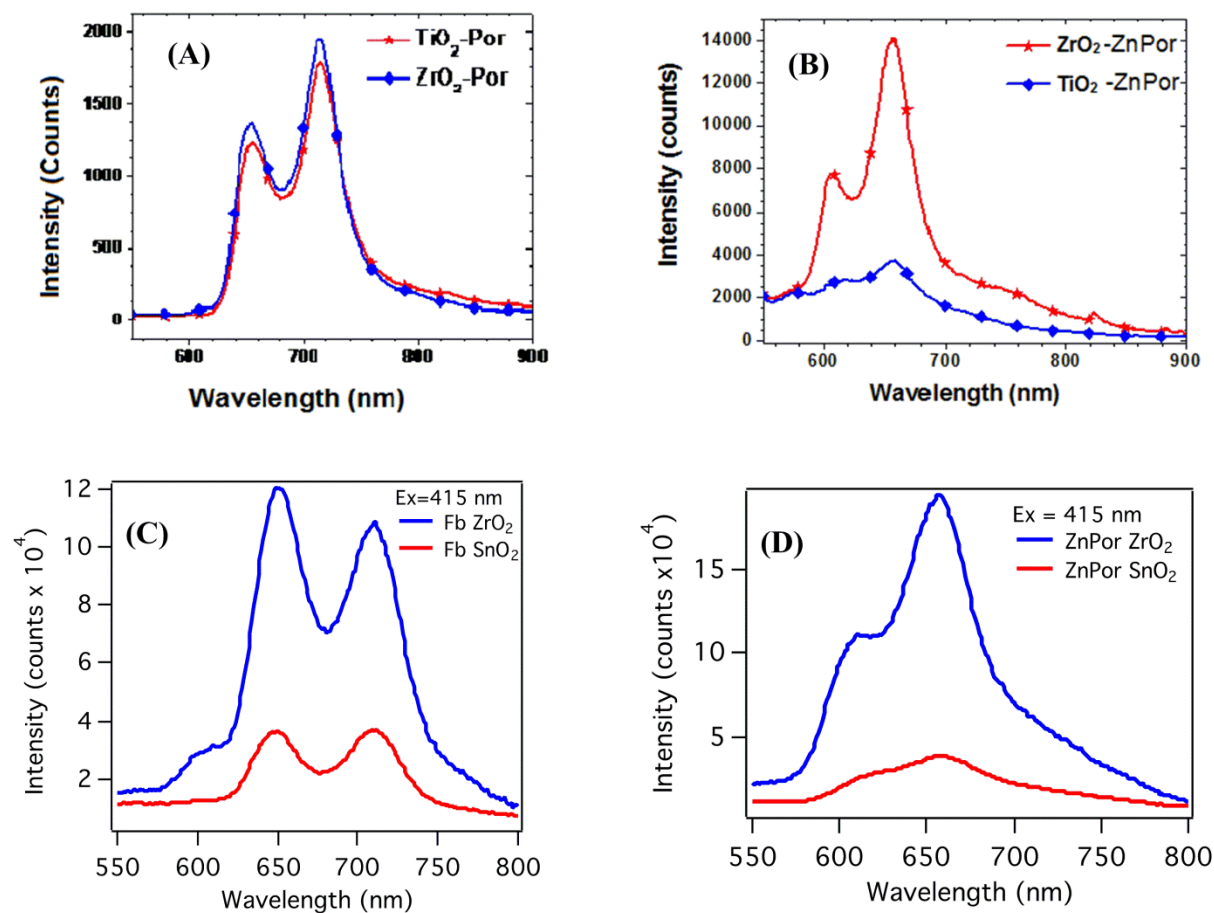 (A)
TiO2-Por
ZrO2-Por
Intensity (Counts)
2000
1500
1000
500
0
600 700 800 900
Wavelength (nm)
(B)
ZrO2 -ZnPor
TiO2 -ZnPor
Intensity (counts)
14000
12000
10000
8000
6000
4000
2000
0
600 700 800 900
Wavelength (nm)
(C)
Ex=415 nm
Fb ZrO2
Fb SnO2
Intensity (counts x 10^4)
12
10
8
6
4
2
550 600 650 700 750 800
Wavelength (nm)
(D)
Ex = 415 nm
ZnPor ZrO2
ZnPor SnO2
Intensity (counts x10^4)
15
10
5
550 600 650 700 750 800
Wavelength (nm)